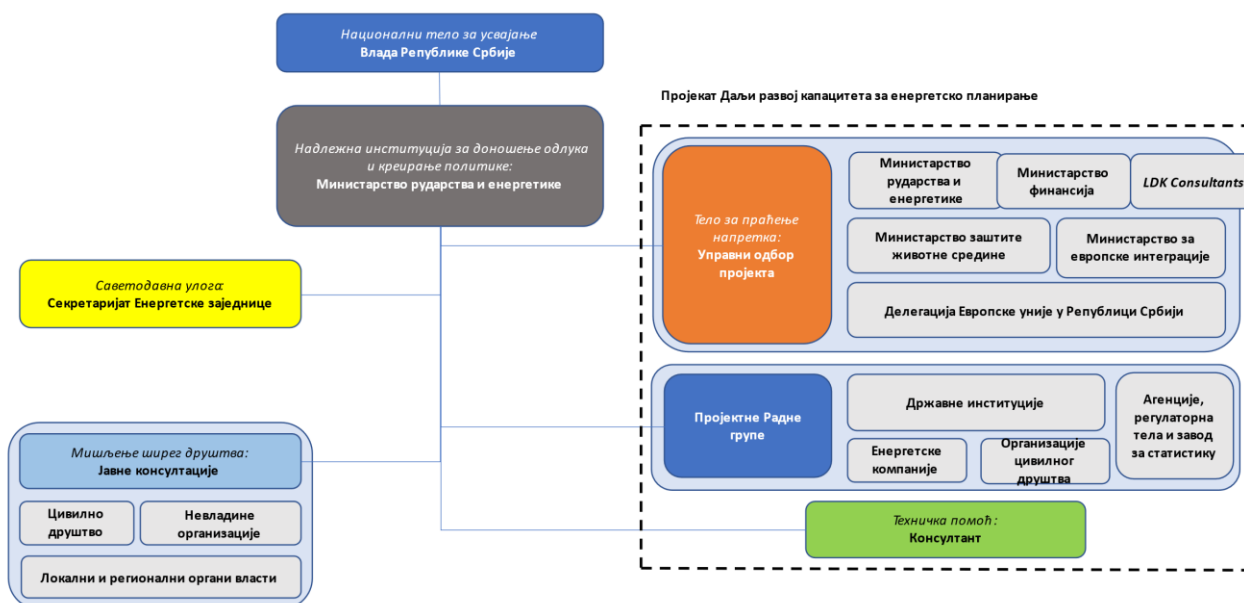 Национално тело за усвајање
Влада Републике Србије
Надлежна институција за доношење одлука
и креирање политике:
Министарство рударства и енергетике
Саветодавна улога:
Секретаријат Енергетске заједнице
Мишљење ширег друштва:
Јавне консултације
Цивилно
друштво
Невладине
организације
Локални и регионални органи власти
Пројекат Даљи развој капацитета за енергетско планирање
Тело за праћење
напретка:
Управни одбор
пројекта
Министарство
рударства и
енергетике
Министарство
финансија
LDK Consultants
Министарство заштите
животне средине
Министарство за
европске интеграције
Делегација Европске уније у Републици Србији
Пројектне Радне
групе
Државне институције
Енергетске
компаније
Организације
цивилног
друштва
Агенције,
регулаторна
тела и завод
за статистику
Техничка помоћ:
Консултант